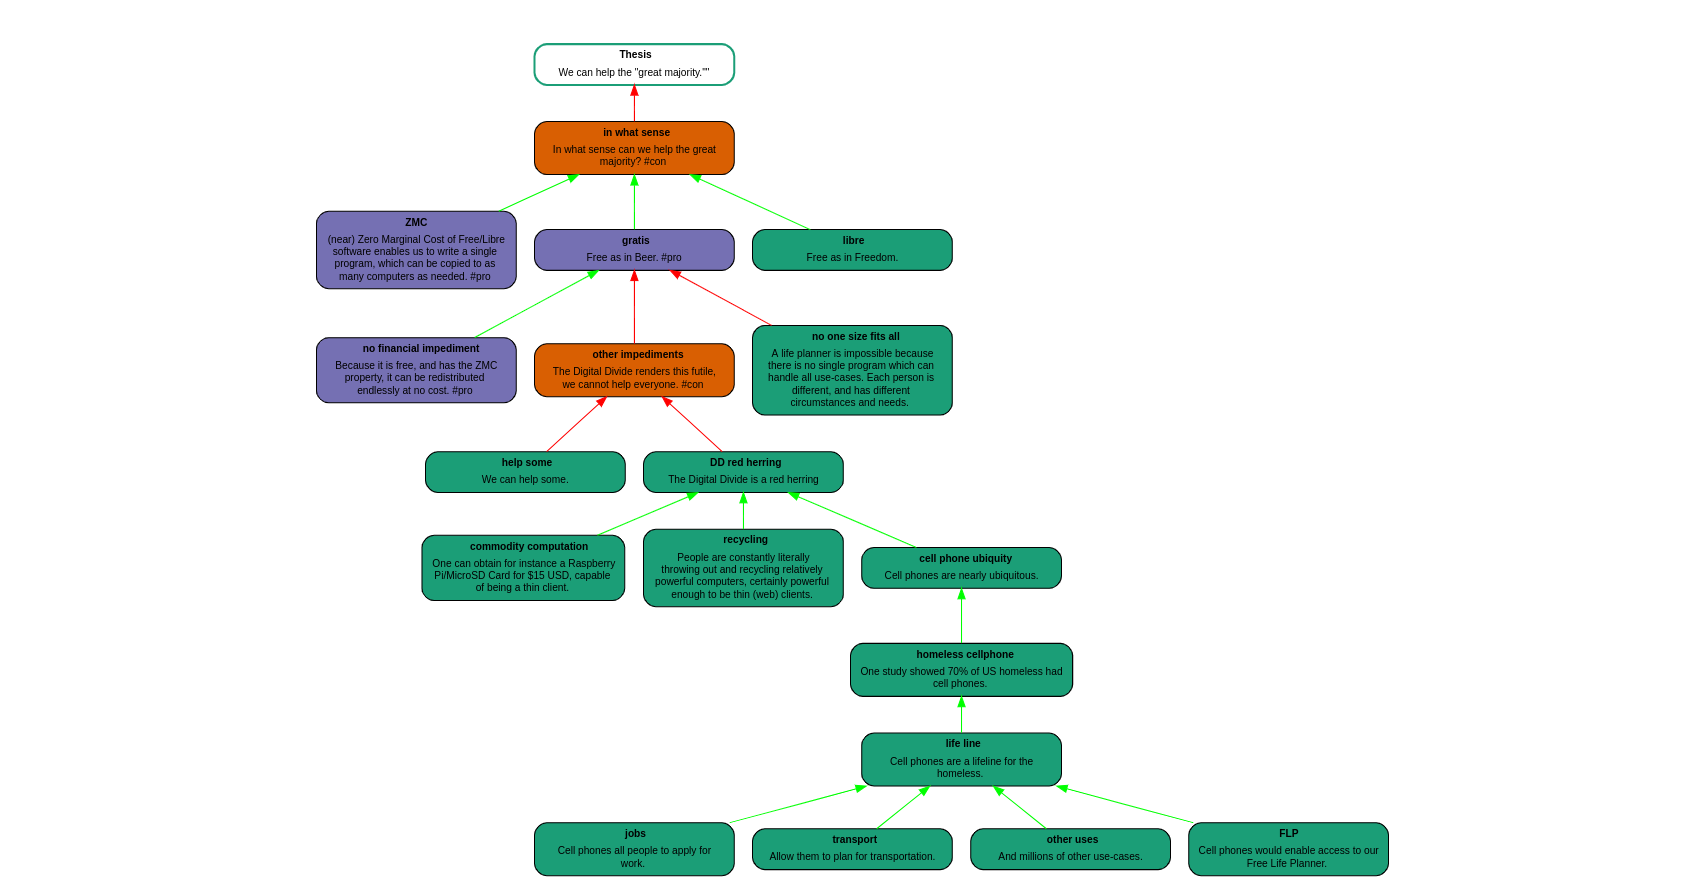 Thesis
We can help the "great majority.""
in what sense
In what sense can we help the great
majority? #con
ZMC
(near) Zero Marginal Cost of Free/Libre
software enables us to write a single
program, which can be copied to as
many computers as needed. #pro
gratis
Free as in Beer. #pro
libre
Free as in Freedom.
no financial impediment
Because it is free, and has the ZMC
property, it can be redistributed
endlessly at no cost. #pro
other impediments
The Digital Divide renders this futile,
we cannot help everyone. #con
no one size fits all
A life planner is impossible because
there is no single program which can
handle all use-cases. Each person is
different, and has different
circumstances and needs.
help some
We can help some.
DD red herring
The Digital Divide is a red herring
commodity computation
One can obtain for instance a Raspberry
Pi/MicroSD Card for $15 USD, capable
of being a thin client.
recycling
People are constantly literally
throwing out and recycling relatively
powerful computers, certainly powerful
enough to be thin (web) clients.
cell phone ubiquity
Cell phones are nearly ubiquitous.
homeless cellphone
One study showed 70% of US homeless had
cell phones.
life line
Cell phones are a lifeline for the
homeless.
jobs
Cell phones all people to apply for
work.
transport
Allow them to plan for transportation.
other uses
And millions of other use-cases.
FLP
Cell phones would enable access to our
Free Life Planner.